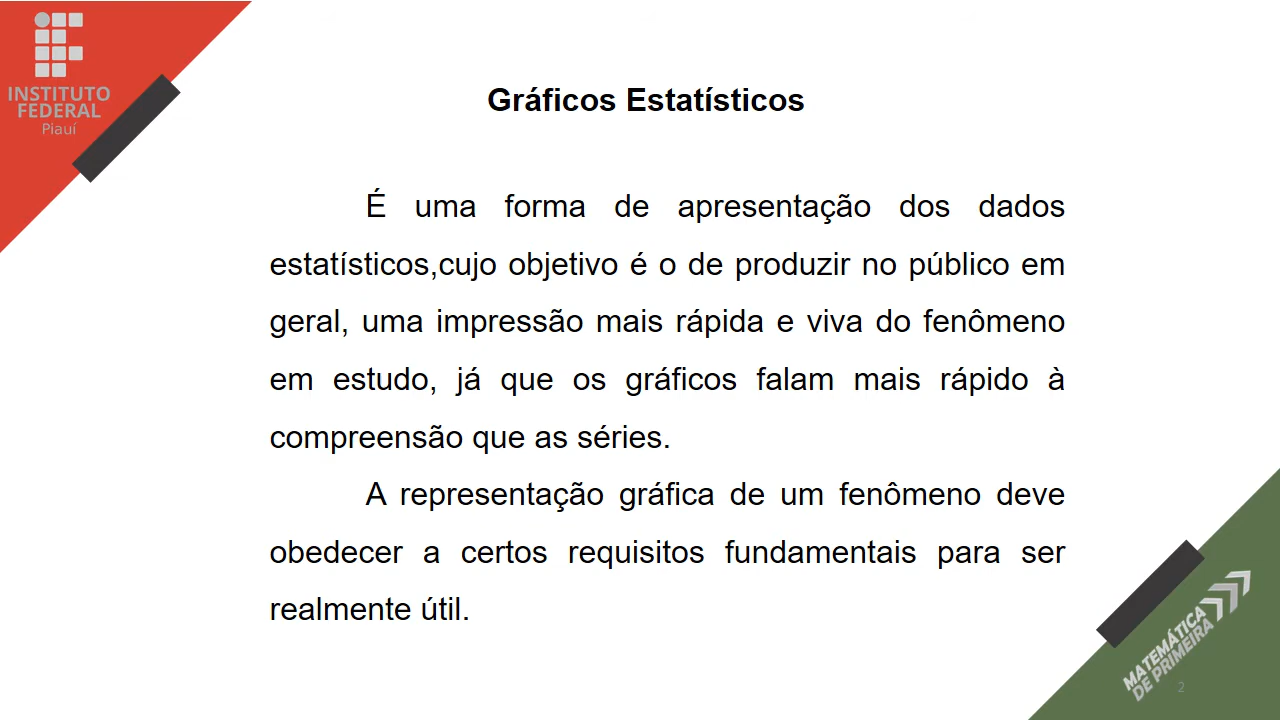 INSTITUTO
FEDERAL
Piauí
Gráficos Estatísticos
É uma forma de apresentação dos dados
estatísticos,cujo objetivo é o de produzir no público em
geral, uma impressão mais rápida e viva do fenômeno
em estudo, já que os gráficos falam mais rápido à
compreensão que as séries.
A representação gráfica de um fenômeno deve
obedecer a certos requisitos fundamentais para ser
realmente útil.
MATEMÁTICA
DE PRIMEIRA
2